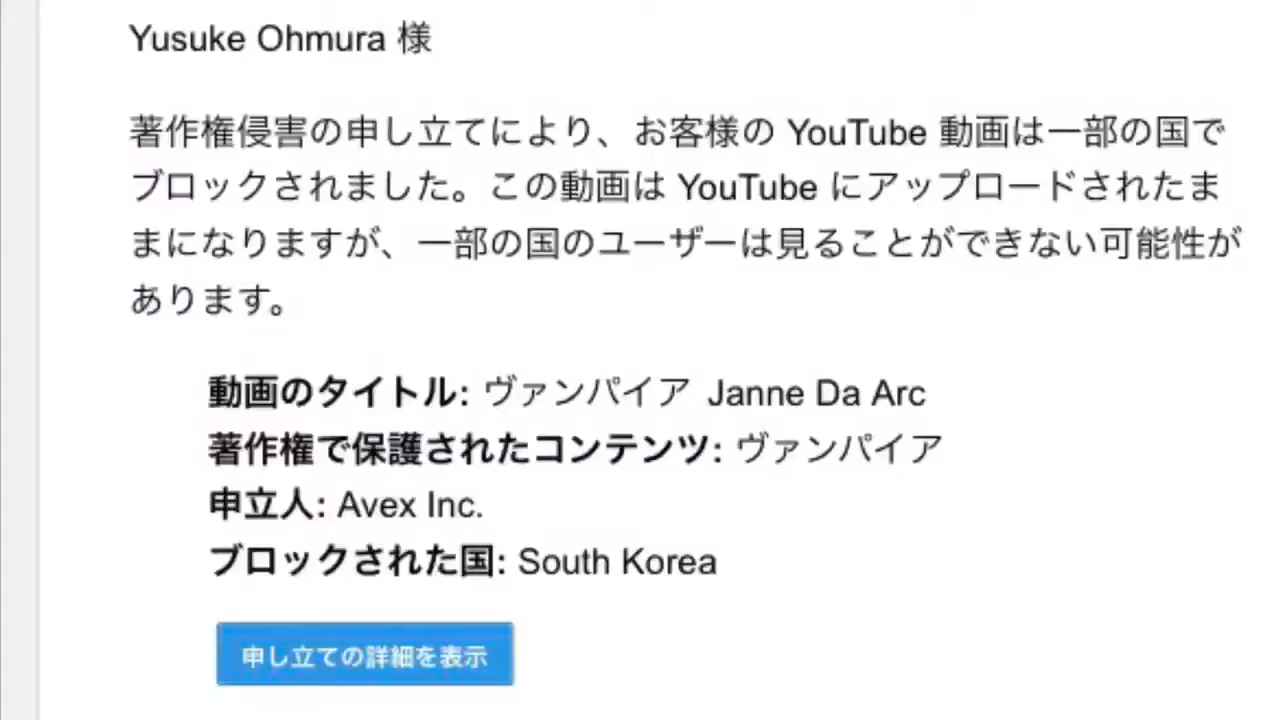 Yusuke Ohmura 様
著作権侵害の申し立てにより、お客様の YouTube 動画は一部の国で
ブロックされました。この動画は YouTube にアップロードされたま
まになりますが、一部の国のユーザーは見ることができない可能性が
あります。
動画のタイトル: ヴァンパイア Janne Da Arc
著作権で保護されたコンテンツ: ヴァンパイア
申立人: Avex Inc.
ブロックされた国: South Korea
申し立ての詳細を表示